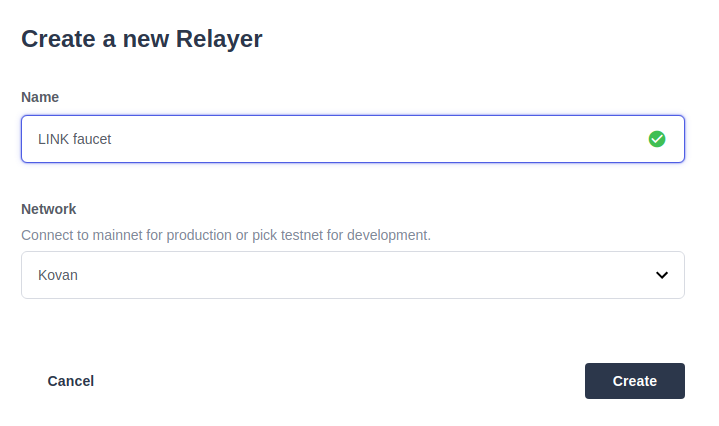 Create a new Relayer
Name
LINK faucet
Network
Connect to mainnet for production or pick testnet for development.
Kovan
Cancel
Create